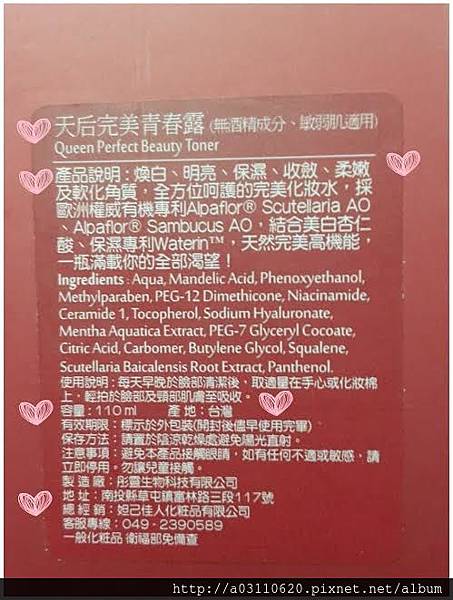 天后完美青春露 (無酒精成分、敏弱肌適用)
Queen Perfect Beauty Toner
產品說明：煥白、明亮、保濕、收斂、柔嫩
及軟化角質，全方位呵護的完美化妝水，採
歐洲權威有機專利Alpaflor® Scutellaria AO
、Alpaflor® Sambucus AO，結合美白杏仁
酸、保濕專利Waterin™，天然完美高機能，
一瓶滿載你的全部渴望！
Ingredients : Aqua, Mandelic Acid, Phenoxyethanol,
Methylparaben, PEG-12 Dimethicone, Niacinamide,
Ceramide 1, Tocopherol, Sodium Hyaluronate,
Mentha Aquatica Extract, PEG-7 Glyceryl Cocoate,
Citric Acid, Carbomer, Butylene Glycol, Squalene,
Scutellaria Baicalensis Root Extract, Panthenol.
使用說明：每天早晚於臉部清潔後，取適量在手心或化妝棉
上，輕拍於臉部及頸部肌膚至吸收。
容量：110ml 產 地：台灣
有效期限：標示於外包裝(開封後儘早使用完畢)
保存方法：請置於陰涼乾燥處避免陽光直射。
注意事項：避免本產品接觸眼睛，如有任何不適或敏感，請
立即停用。勿讓兒童接觸。
製 造 廠：彤靈生物科技有限公司
地 址：南投縣草屯鎮富林路三段117號
總 經 銷：妲己佳人化粧品有限公司
客服專線：049-2390589
一般化粧品 衛福部免備查
http://a03110620.pixnet.net/album